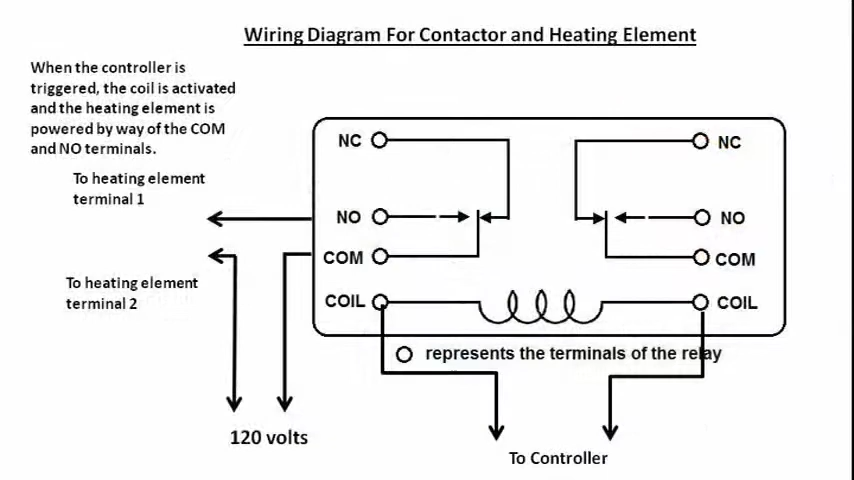 Wiring Diagram For Contactor and Heating Element
When the controller is
triggered, the coil is activated
and the heating element is
powered by way of the COM
and NO terminals.
To heating element
terminal 1
To heating element
terminal 2
120 volts
NC
NO
COM
COIL
NC
NO
COM
COIL
represents the terminals of the relay
To Controller